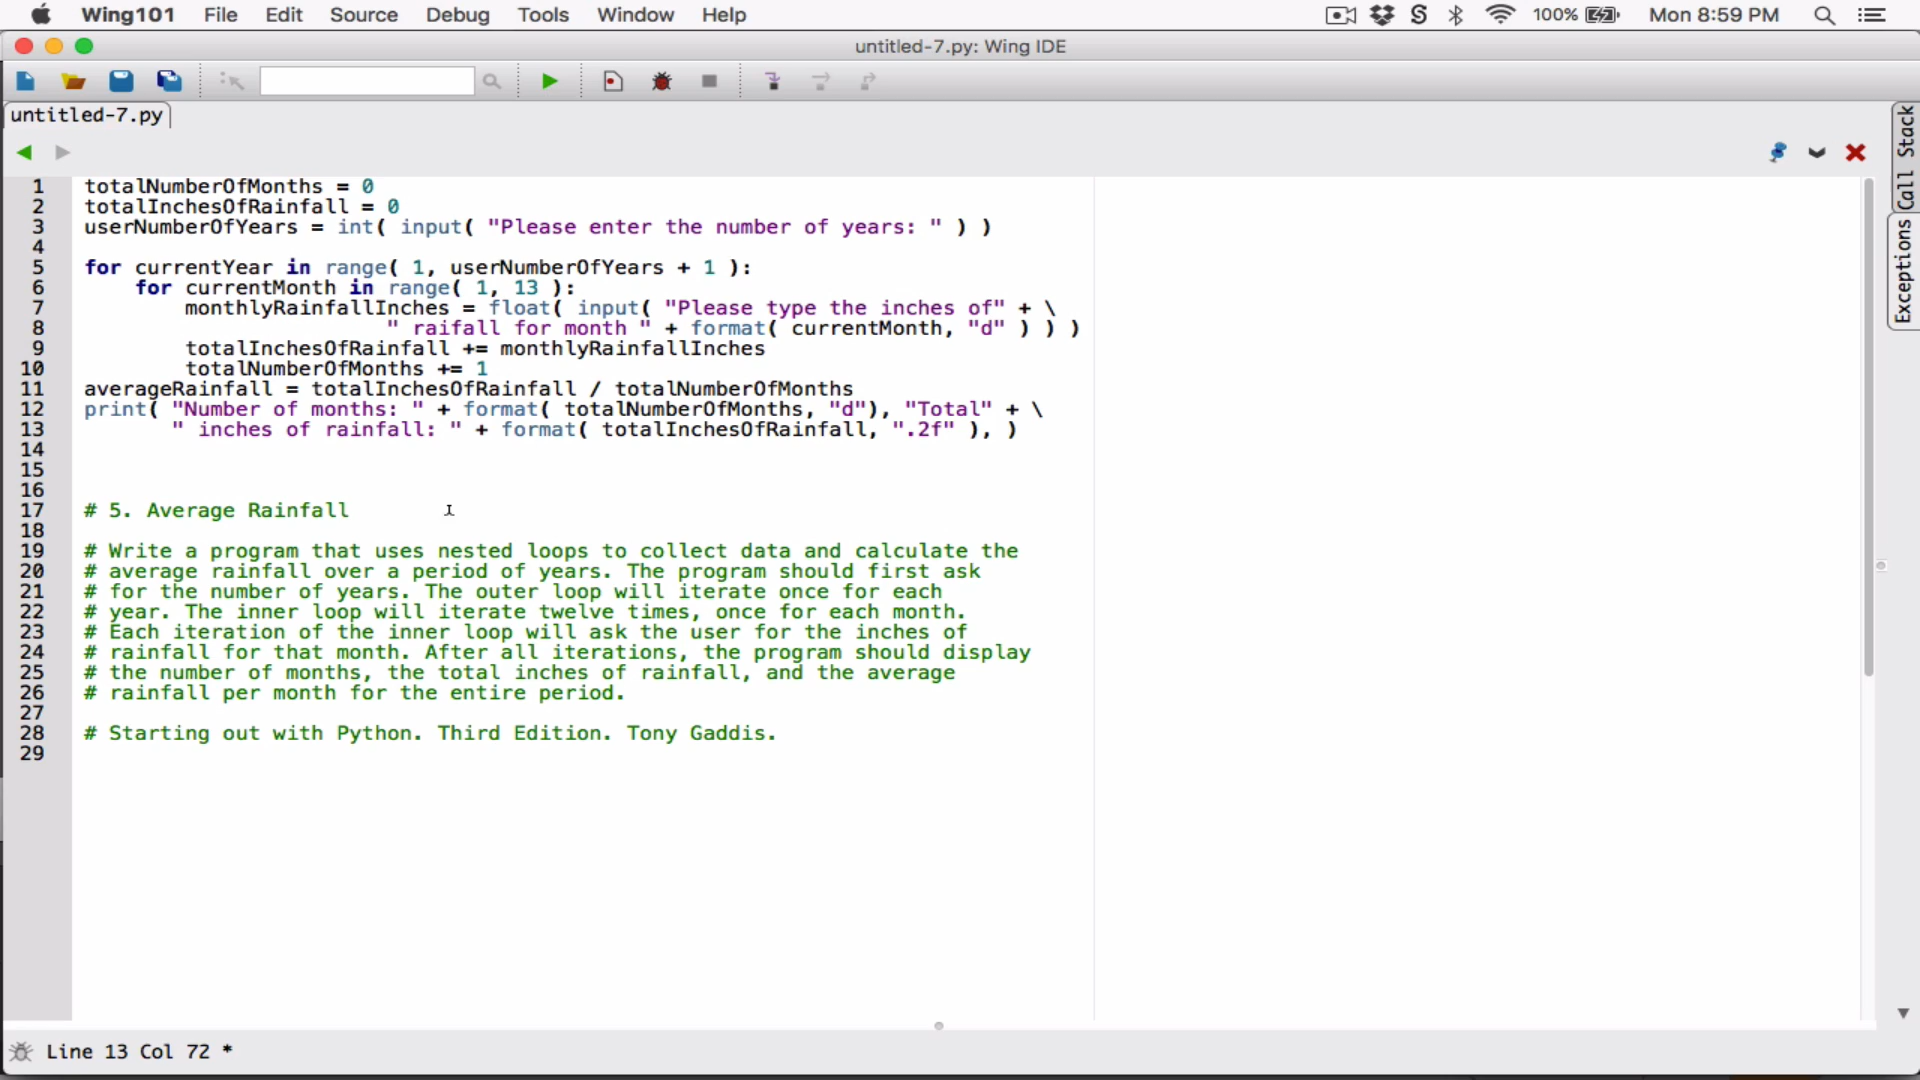 Wing101 File Edit Source Debug Tools Window Help 100% Mon 8:59 PM
untitled-7.py: Wing IDE
untitled-7.py
Call Stack
Exceptions
1 totalNumberOfMonths = 0
2 totalInchesOfRainfall = 0
3 userNumberOfYears = int( input( "Please enter the number of years: " ) )
4
5 for currentYear in range( 1, userNumberOfYears + 1 ):
6     for currentMonth in range( 1, 13 ):
7         monthlyRainfallInches = float( input( "Please type the inches of" + \
8                         " raifall for month " + format( currentMonth, "d" ) ) )
9         totalInchesOfRainfall += monthlyRainfallInches
10         totalNumberOfMonths += 1
11 averageRainfall = totalInchesOfRainfall / totalNumberOfMonths
12 print( "Number of months: " + format( totalNumberOfMonths, "d"), "Total" + \
13        " inches of rainfall: " + format( totalInchesOfRainfall, ".2f" ), )
14
15
16
17 # 5. Average Rainfall
18
19 # Write a program that uses nested loops to collect data and calculate the
20 # average rainfall over a period of years. The program should first ask
21 # for the number of years. The outer loop will iterate once for each
22 # year. The inner loop will iterate twelve times, once for each month.
23 # Each iteration of the inner loop will ask the user for the inches of
24 # rainfall for that month. After all iterations, the program should display
25 # the number of months, the total inches of rainfall, and the average
26 # rainfall per month for the entire period.
27
28 # Starting out with Python. Third Edition. Tony Gaddis.
29
Line 13 Col 72 *